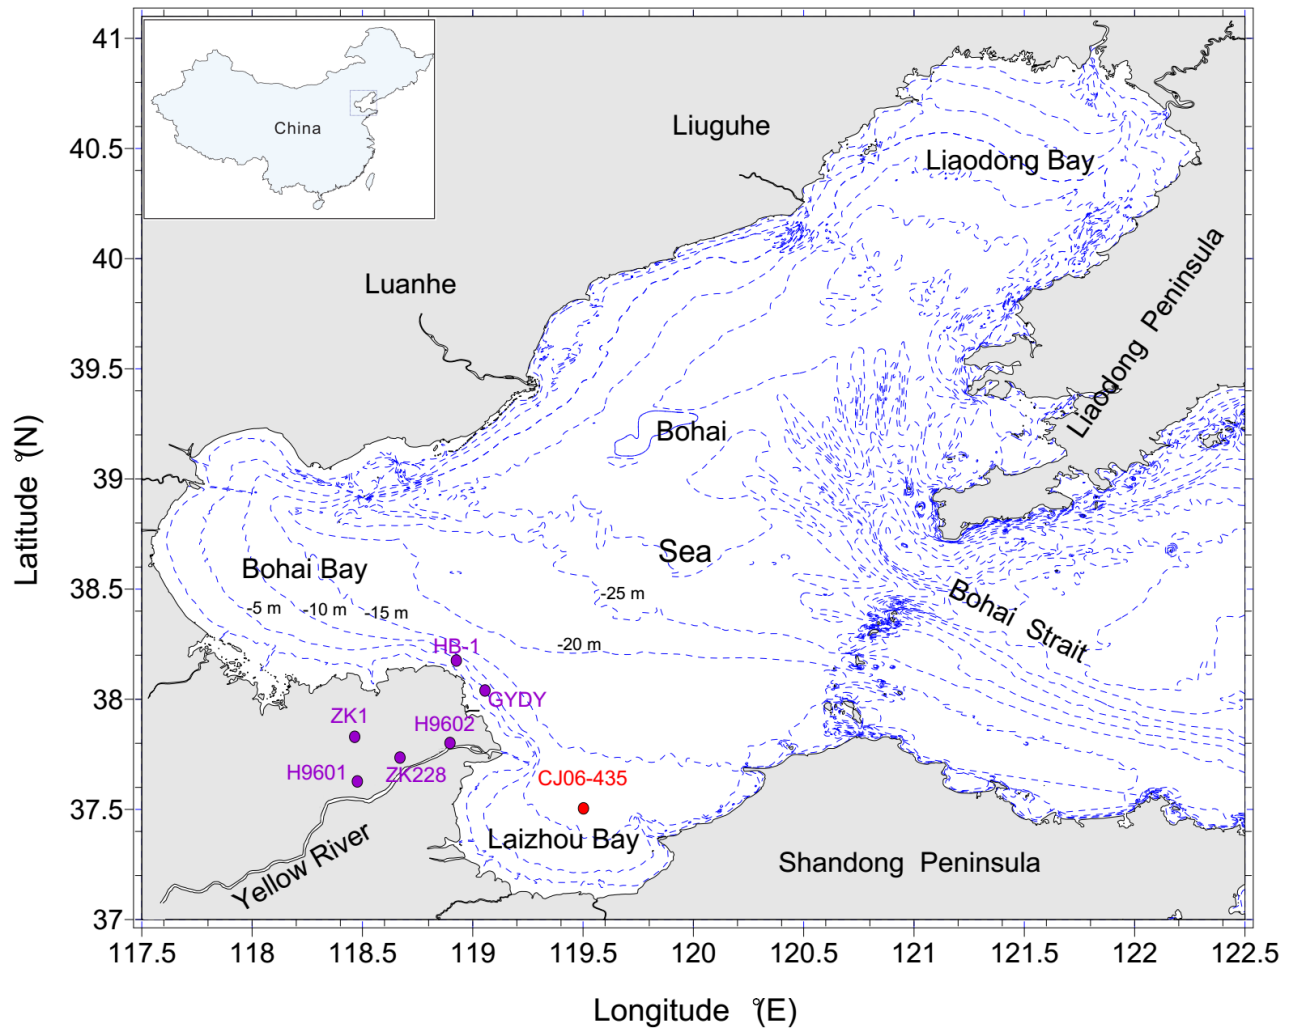 41
40.5
40
39.5
39
38.5
38
37.5
37
Latitude °(N)
China
Liuguhe
Liaodong Bay
Luanhe
Liaodong Peninsula
Bohai
Sea
Bohai Bay
-5 m
-10 m
-15 m
-25 m
-20 m
Bohai Strait
HB-1
GYDY
ZK1
H9602
H9601
ZK228
CJ06-435
Laizhou Bay
Yellow River
Shandong Peninsula
117.5
118
118.5
119
119.5
120
120.5
121
121.5
122
122.5
Longitude °(E)